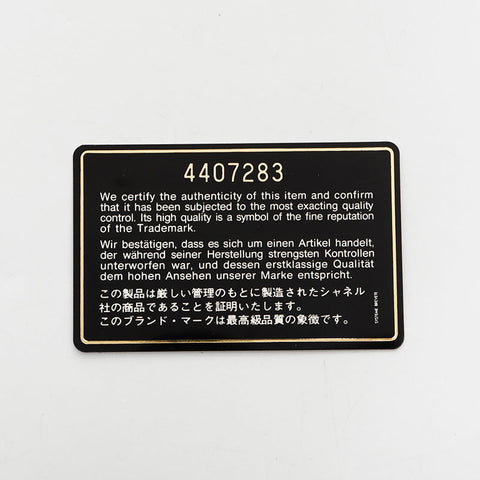 4407283
We certify the authenticity of this item and confirm
that it has been subjected to the most exacting quality
control. Its high quality is a symbol of the fine reputation
of the Trademark.
Wir bestätigen, dass es sich um einen Artikel handelt,
der während seiner Herstellung strengsten Kontrollen
unterworfen war, und dessen erstklassige Qualität
dem hohen Ansehen unserer Marke entspricht.
この製品は厳しい管理のもとに製造されたシャネル
社の商品であることを証明いたします。
このブランド・マークは最高級品質の象徴です。